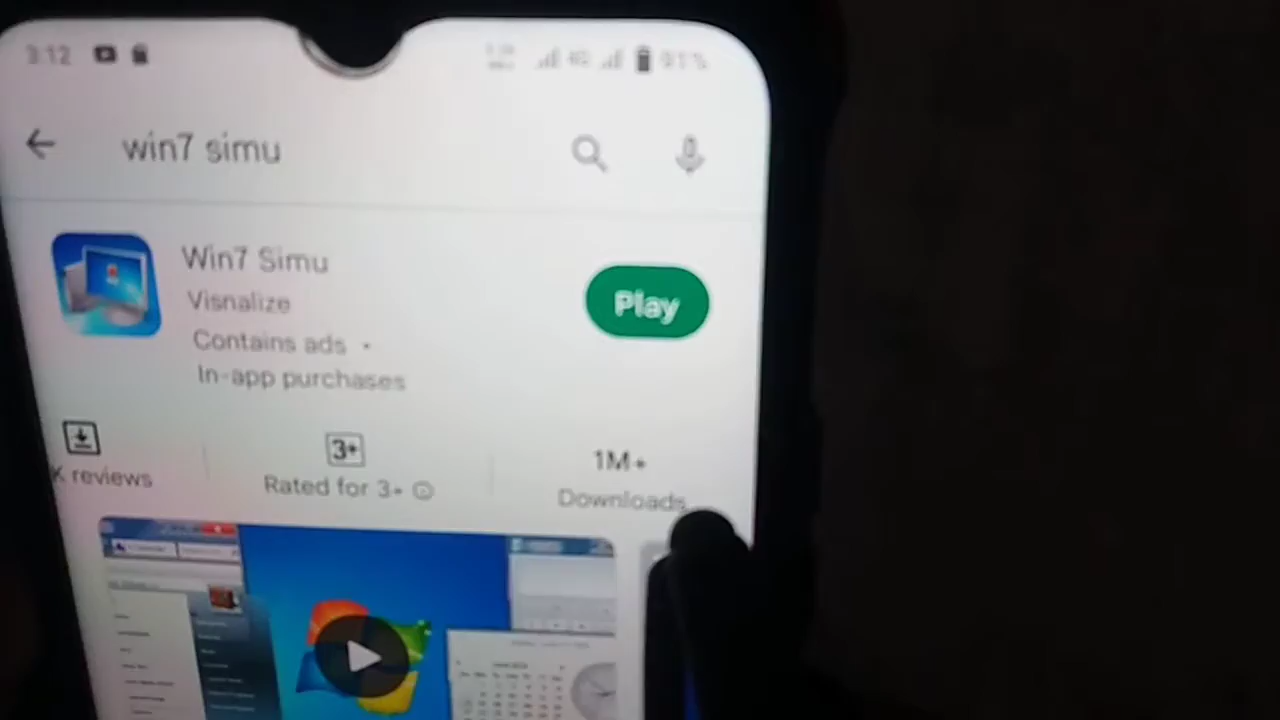 3:12
91%
win7 simu
Win7 Simu
Visnalize
Play
Contains ads •
In-app purchases
3+
1M+
K reviews
Rated for 3+
Downloads